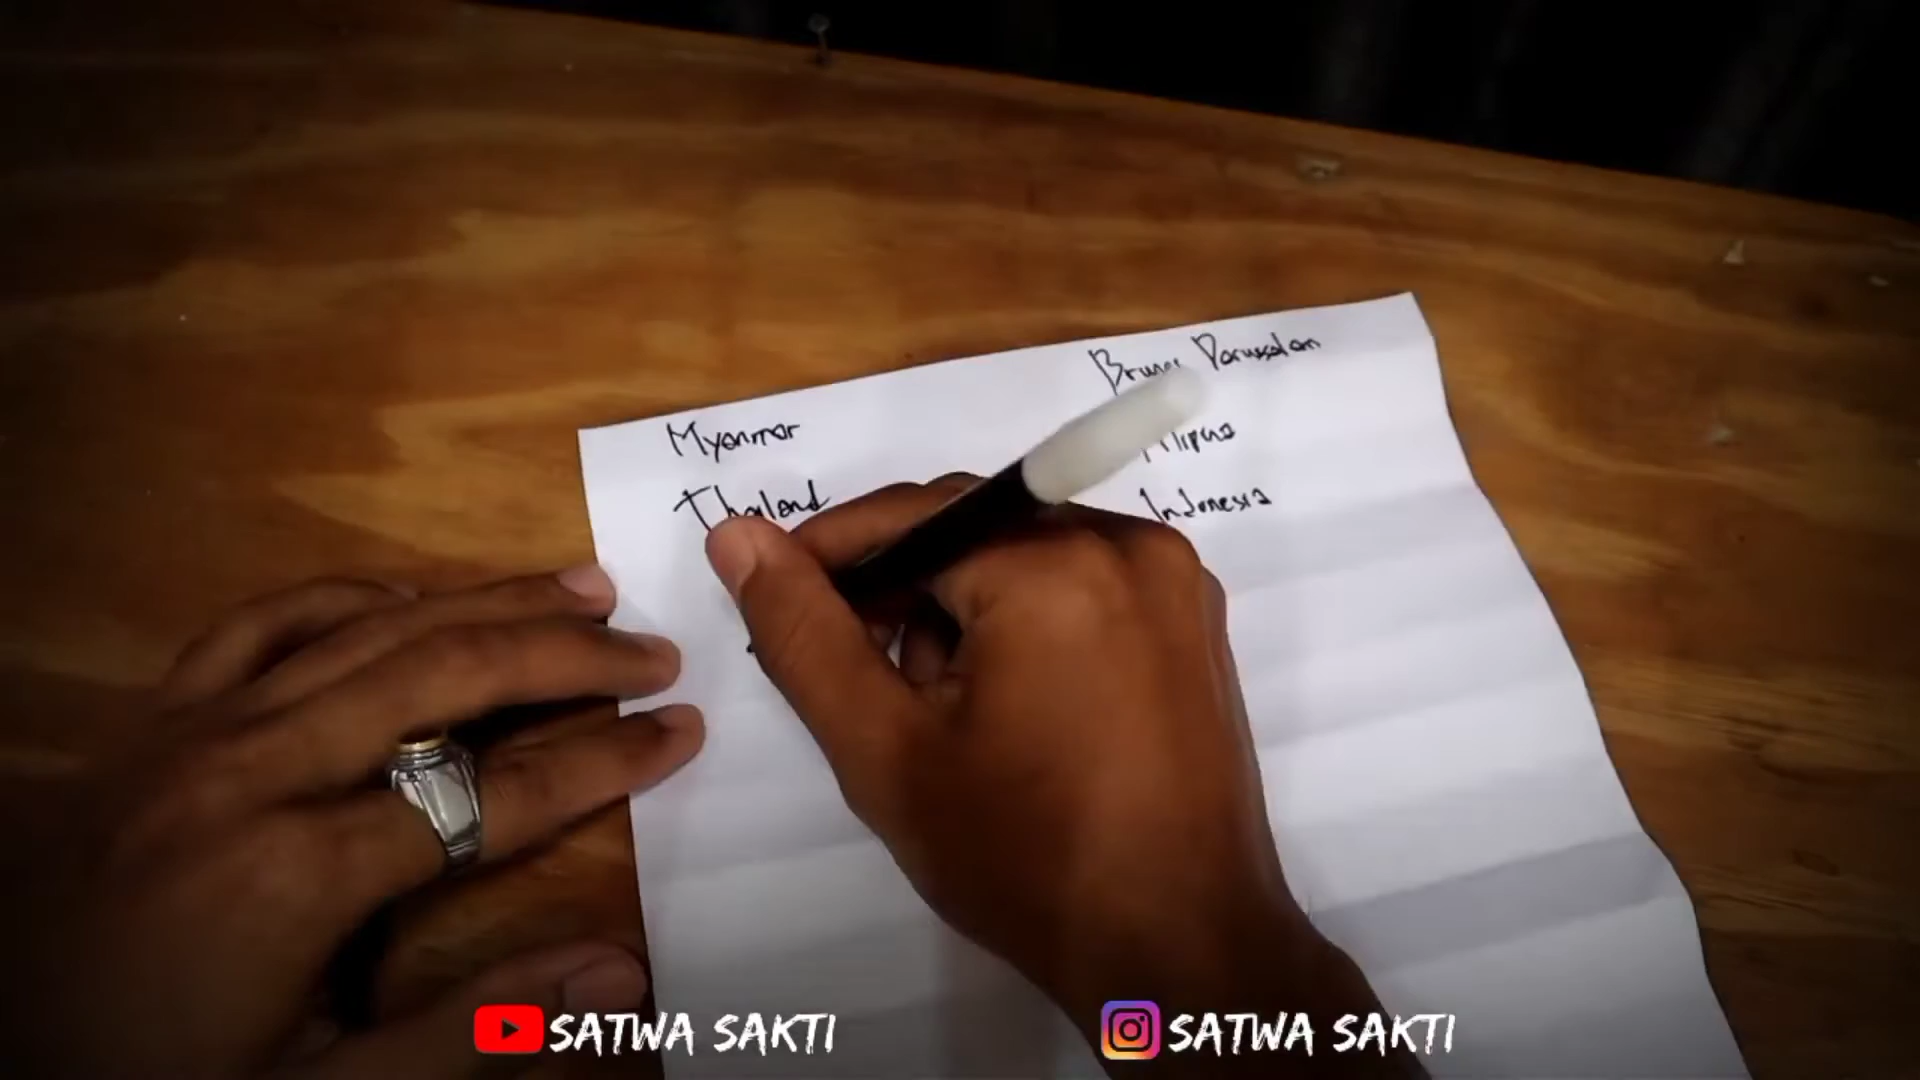 Brunei Darussalam
Myanmar
Thailand
Indonesia
SATWA SAKTI
SATWA SAKTI